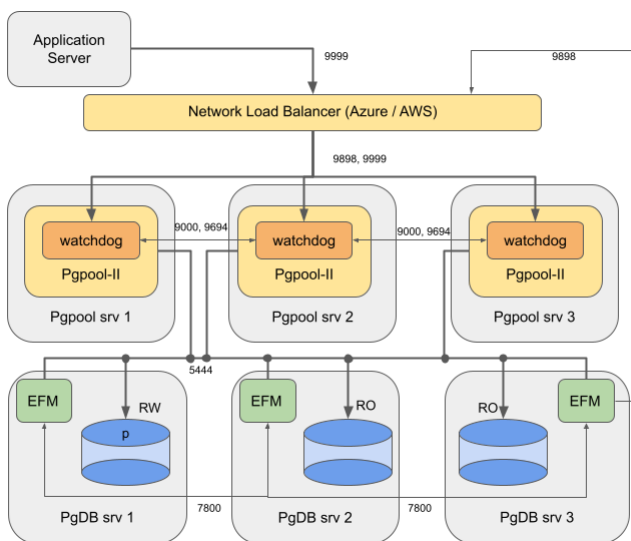 Application
Server
9999
9898
Network Load Balancer (Azure / AWS)
9898, 9999
watchdog
9000, 9694
watchdog
9000, 9694
watchdog
Pgpool-II
Pgpool-II
Pgpool-II
Pgpool srv 1
Pgpool srv 2
Pgpool srv 3
5444
EFM
RW
EFM
RO
RO
EFM
p
7800
7800
PgDB srv 1
PgDB srv 2
PgDB srv 3